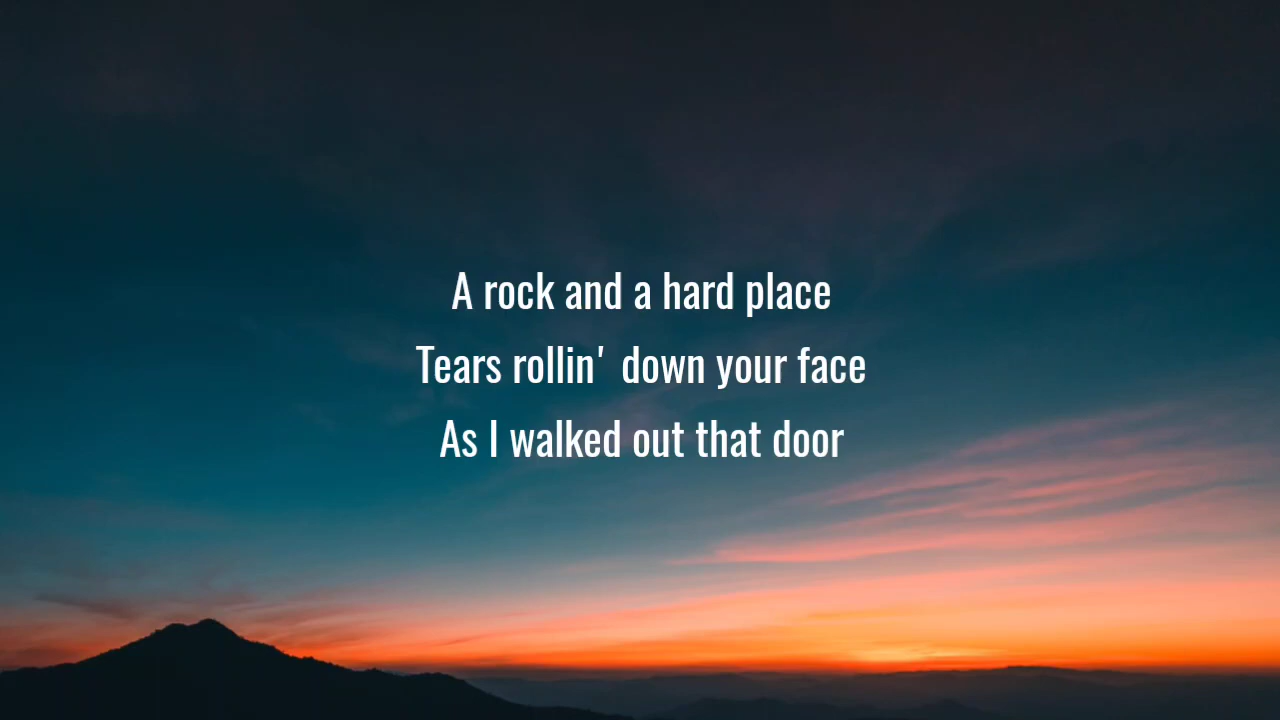 A rock and a hard place
Tears rollin' down your face
As I walked out that door